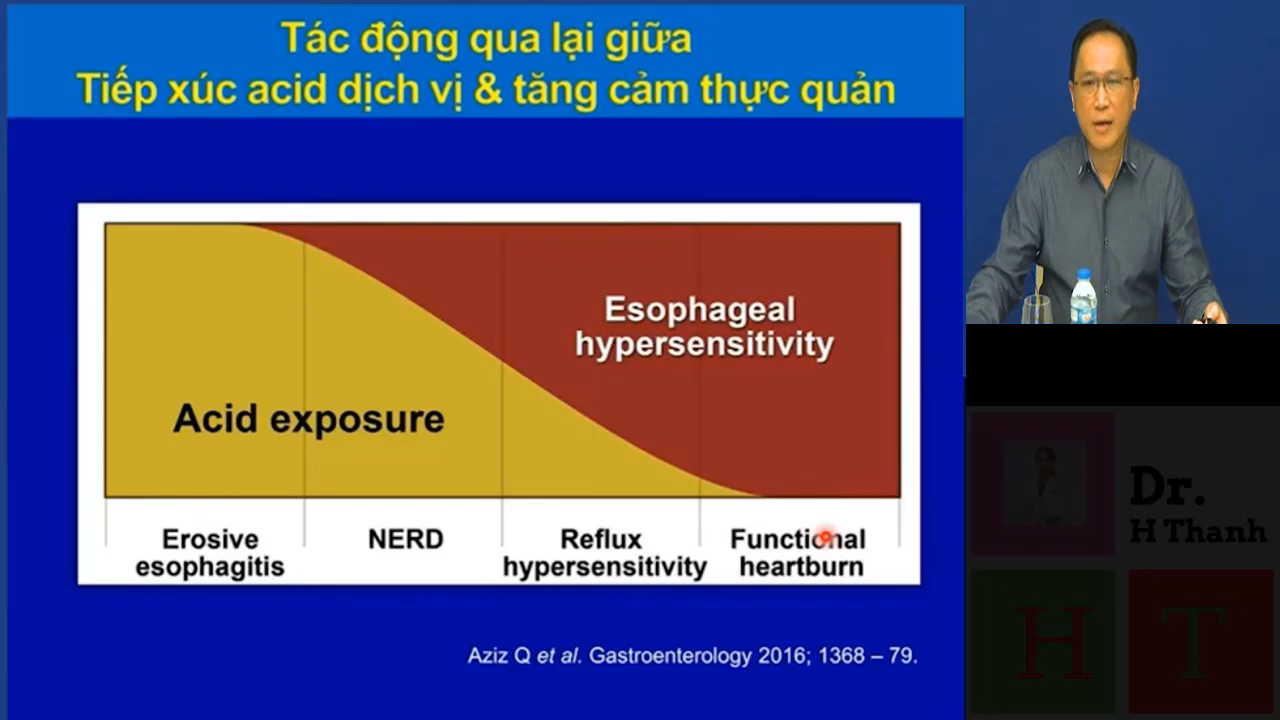 Tác động qua lại giữa
Tiếp xúc acid dịch vị & tăng cảm thực quản
Esophageal
hypersensitivity
Acid exposure
Erosive
esophagitis
NERD
Reflux
hypersensitivity
Functional
heartburn
Aziz Q et al. Gastroenterology 2016; 1368 – 79.
Dr.
H Thanh
H
T